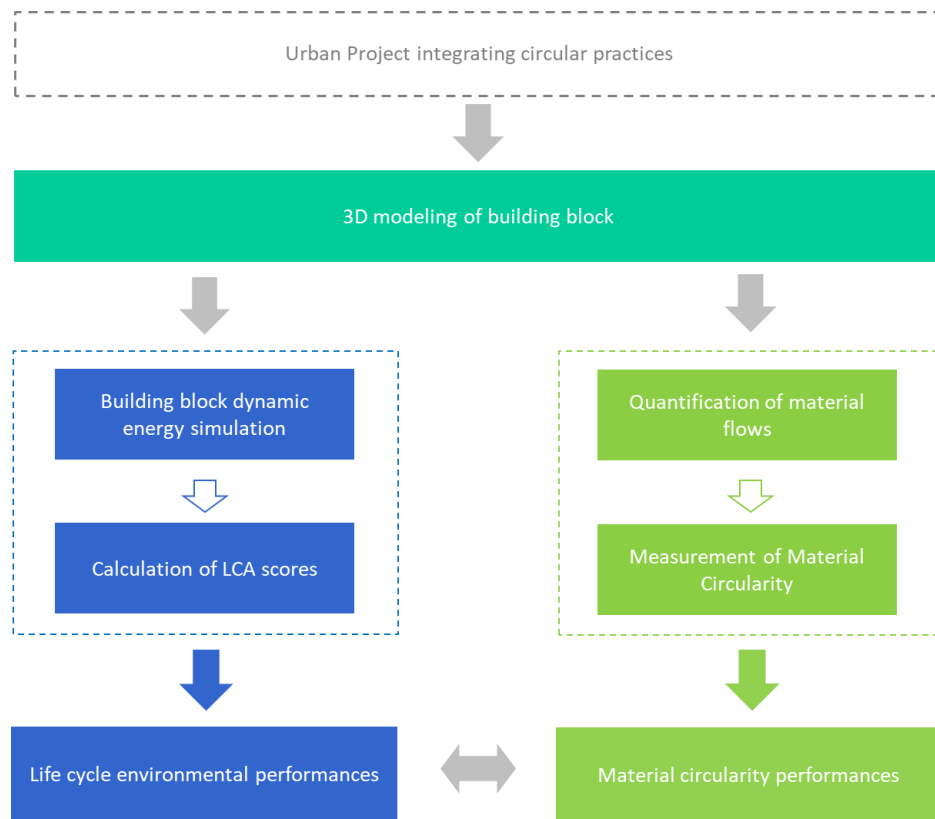 Urban Project integrating circular practices
3D modeling of building block
Building block dynamic
energy simulation
Calculation of LCA scores
Quantification of material
flows
Measurement of Material
Circularity
Life cycle environmental performances
Material circularity performances